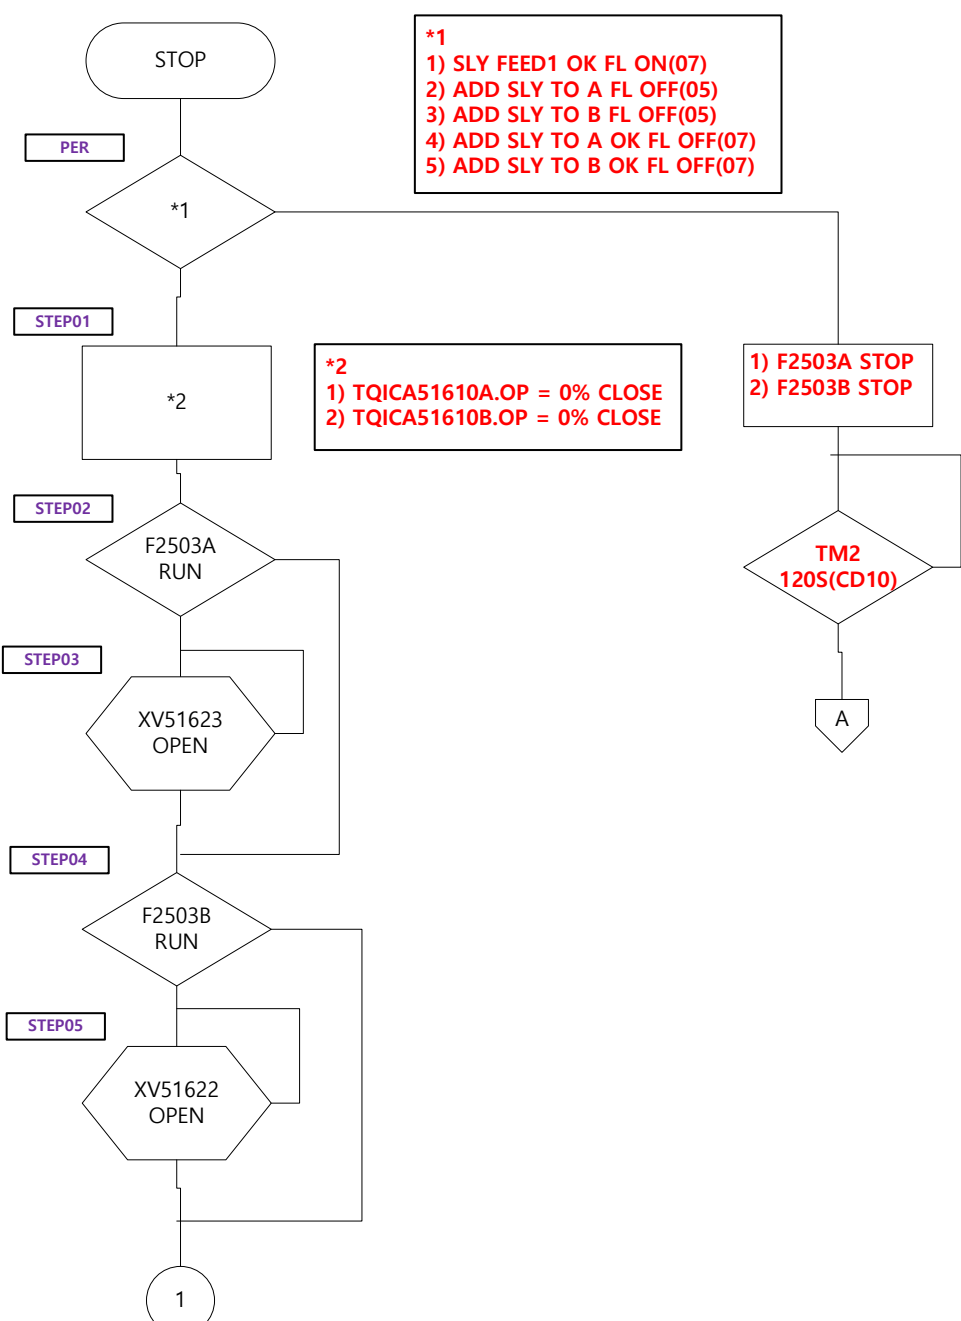 STOP
*1
1) SLY FEED1 OK FL ON(07)
2) ADD SLY TO A FL OFF(05)
3) ADD SLY TO B FL OFF(05)
4) ADD SLY TO A OK FL OFF(07)
5) ADD SLY TO B OK FL OFF(07)
PER
*1
STEP01
*2
*2
1) TQICA51610A.OP = 0% CLOSE
2) TQICA51610B.OP = 0% CLOSE
1) F2503A STOP
2) F2503B STOP
STEP02
F2503A
RUN
TM2
120S(CD10)
STEP03
XV51623
OPEN
A
STEP04
F2503B
RUN
STEP05
XV51622
OPEN
1